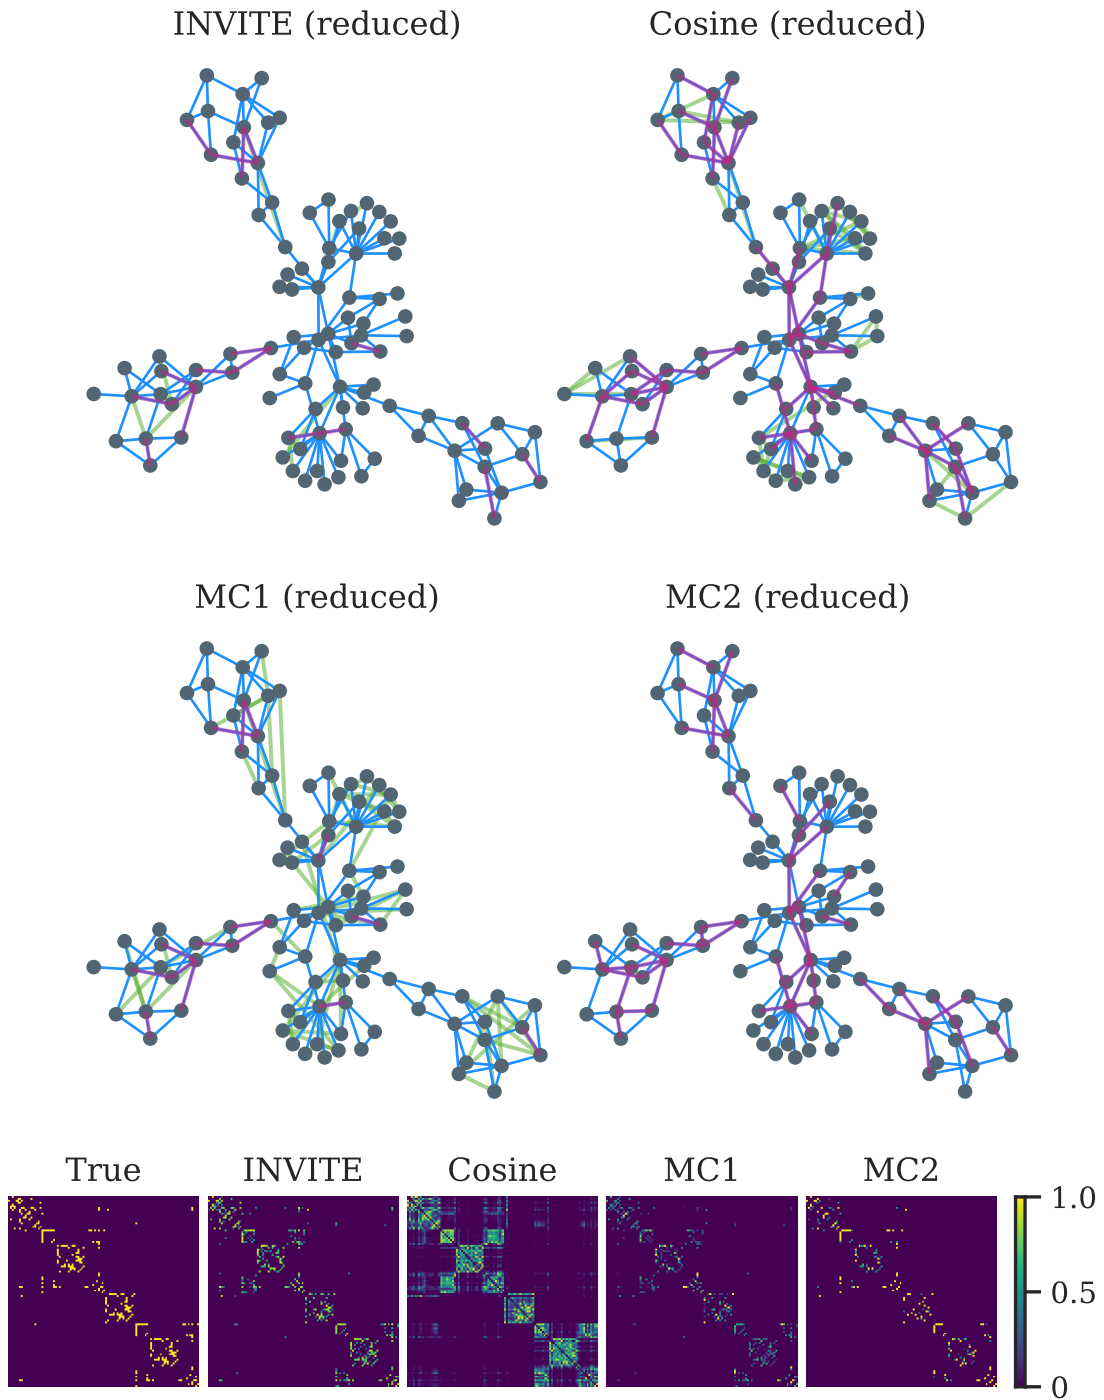 INVITE (reduced)
Cosine (reduced)
MC1 (reduced)
MC2 (reduced)
True
INVITE
Cosine
MC1
MC2
1.0
0.5
0